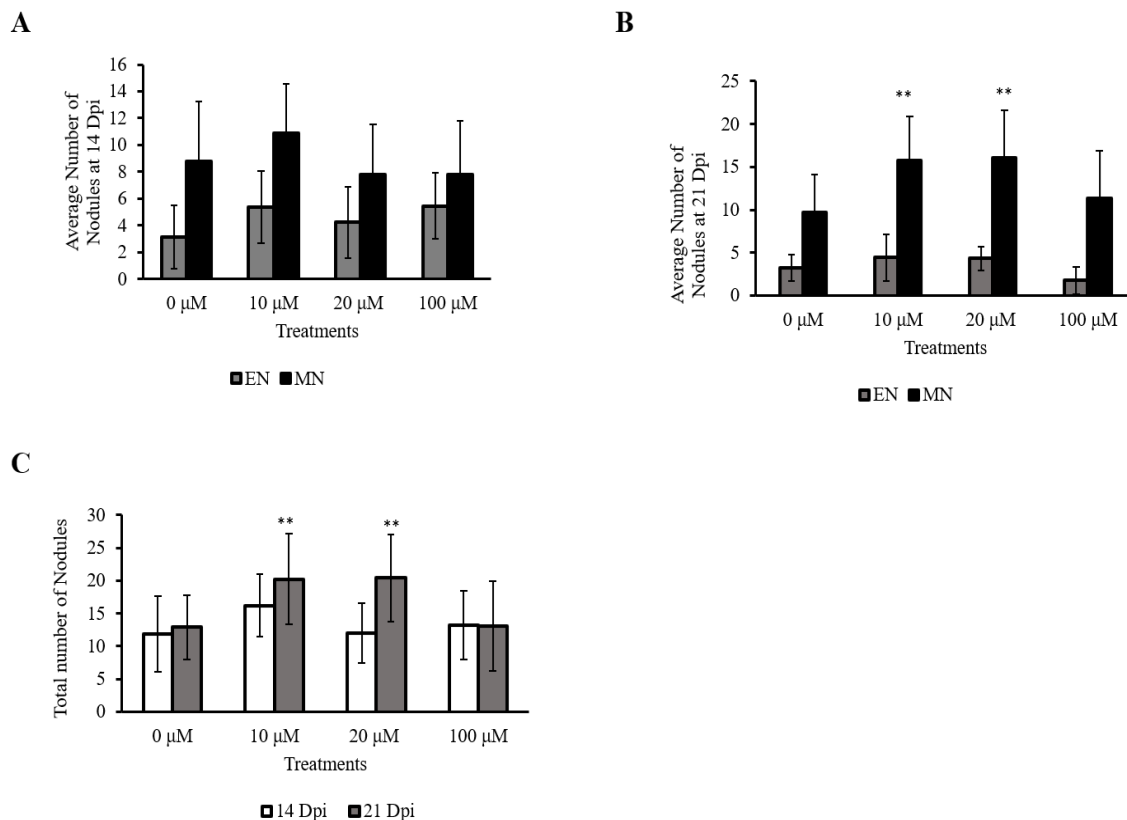 A
Average Number of
Nodules at 14 Dpi
16
14
12
10
8
6
4
2
0
0 μM 10 μM 20 μM 100 μM
Treatments
EN MN
B
Average Number of
Nodules at 21 Dpi
25
20
15
10
5
0
** **
0 μM 10 μM 20 μM 100 μM
Treatments
EN MN
C
Total number of Nodules
30
25
20
15
10
5
0
** **
0 μM 10 μM 20 μM 100 μM
Treatments
14 Dpi 21 Dpi